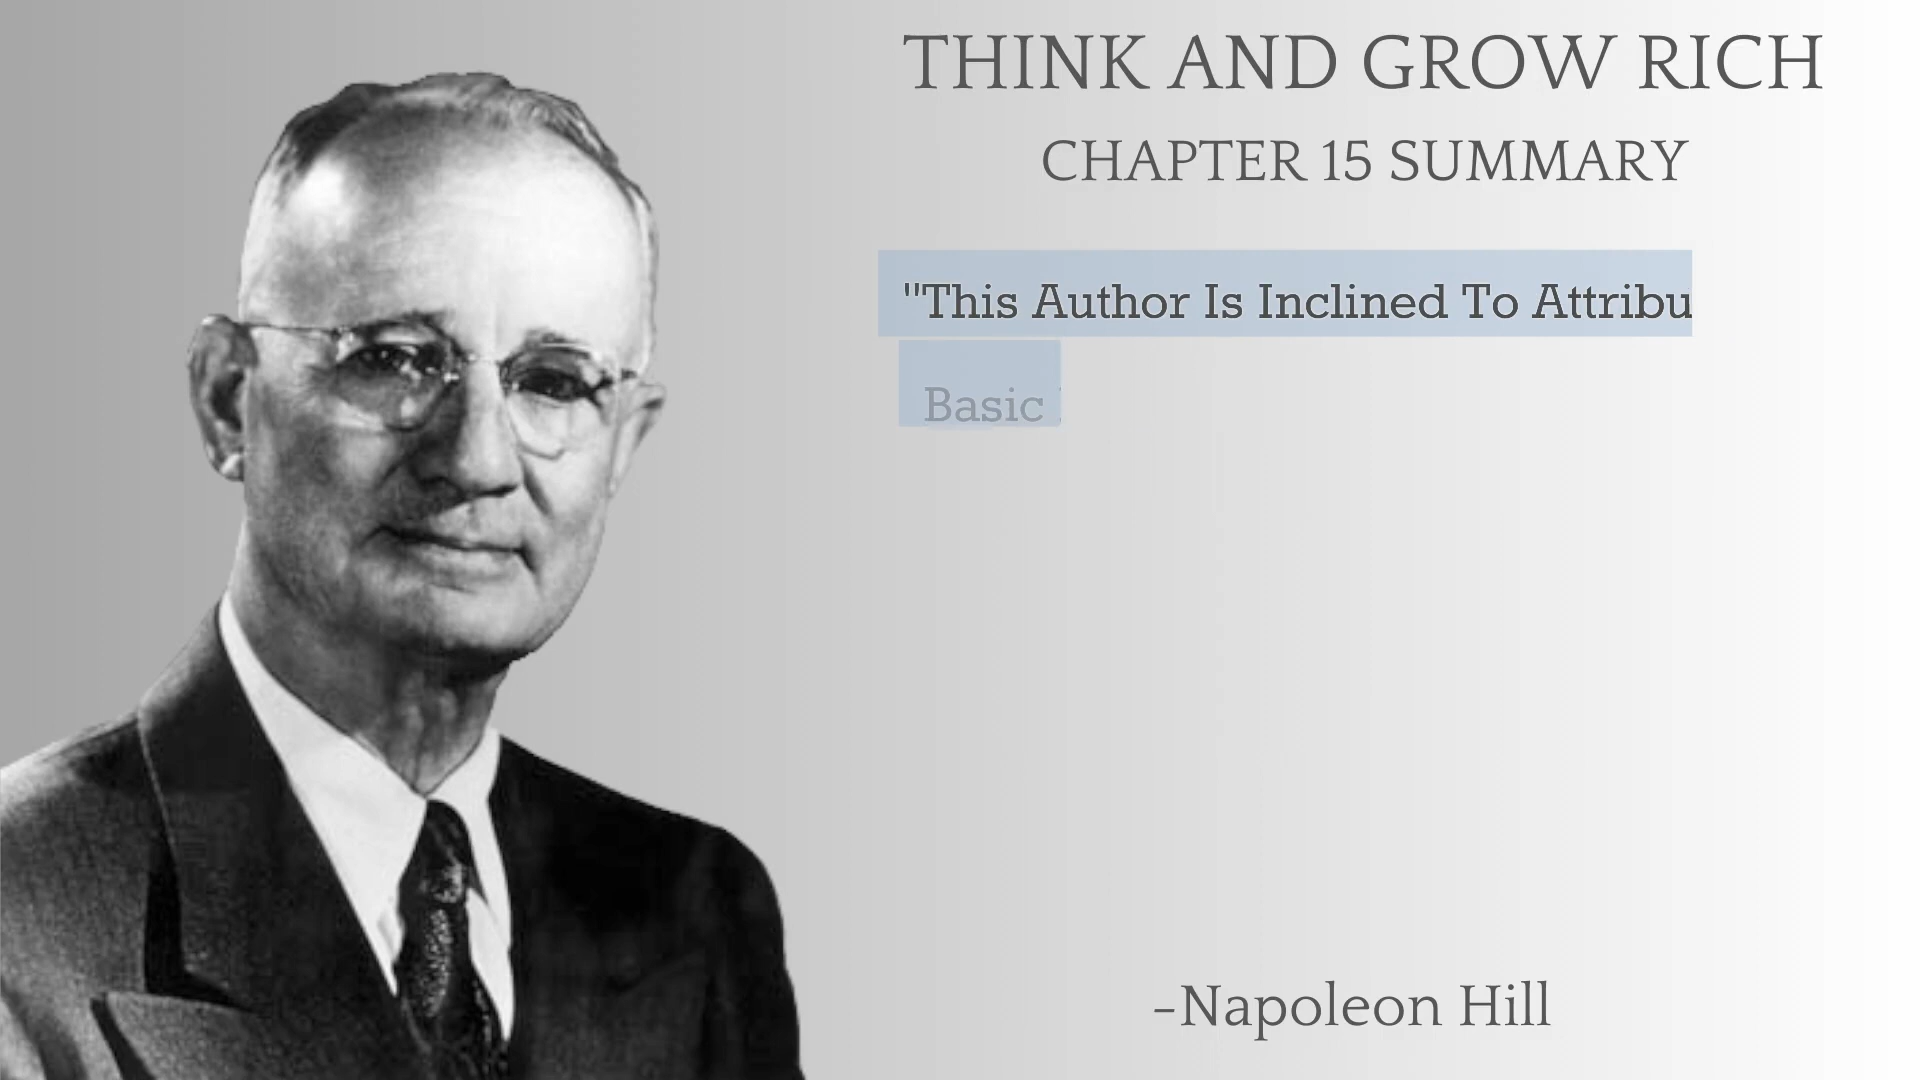 THINK AND GROW RICH
CHAPTER 15 SUMMARY
"This Author Is Inclined To Attribu
Basic
-Napoleon Hill